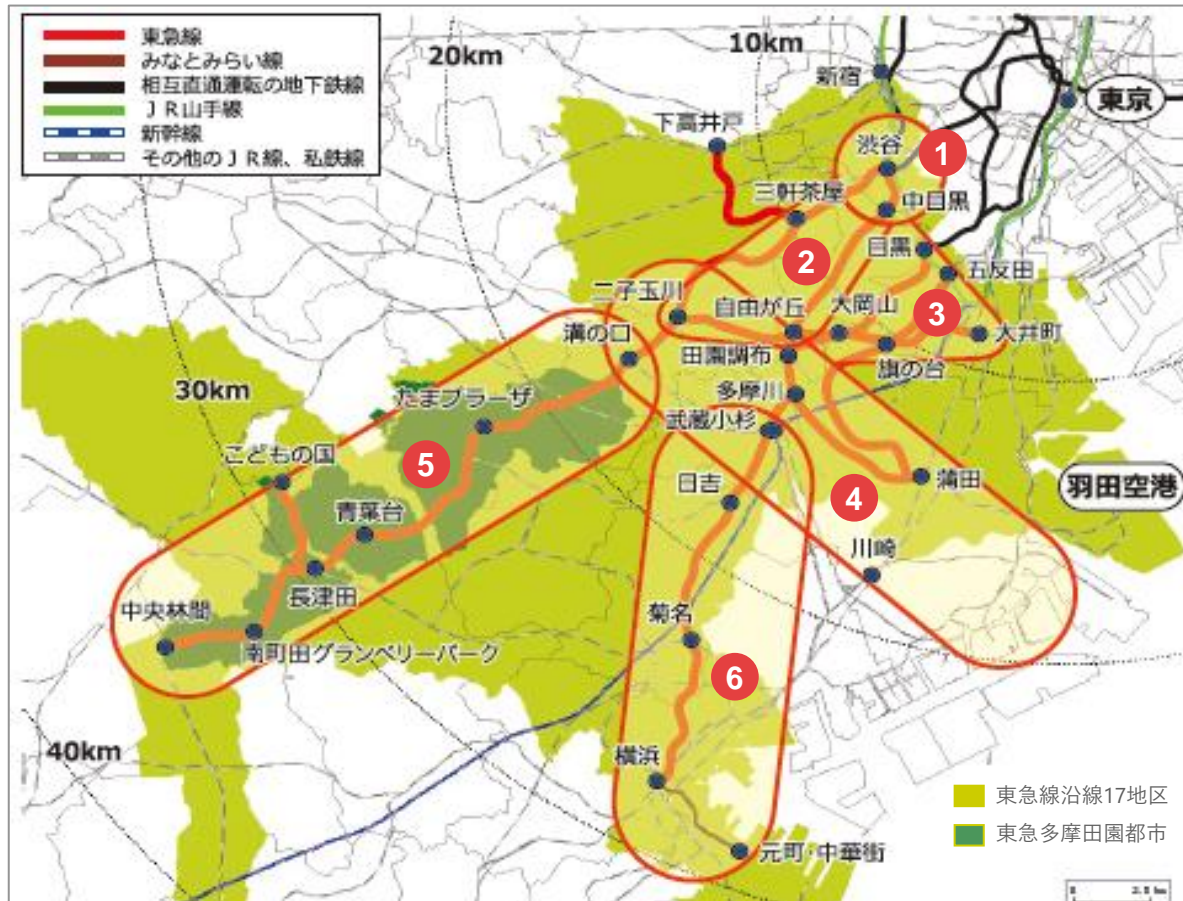 東急線
みなとみらい線
相互直通運転の地下鉄線
JR山手線
新幹線
その他のJR線、私鉄線
20km
10km
新宿
東京
下高井戸
渋谷
1
三軒茶屋
中目黒
目黒
2
五反田
二子玉川
自由が丘
大岡山
3
大井町
溝の口
田園調布
旗の台
30km
たまプラーザ
多摩川
武蔵小杉
こどもの国
5
日吉
4
蒲田
羽田空港
青葉台
川崎
長津田
中央林間
菊名
南町田グランベリーパーク
6
40km
横浜
東急線沿線17地区
東急多摩田園都市
元町・中華街
0 2.5 km